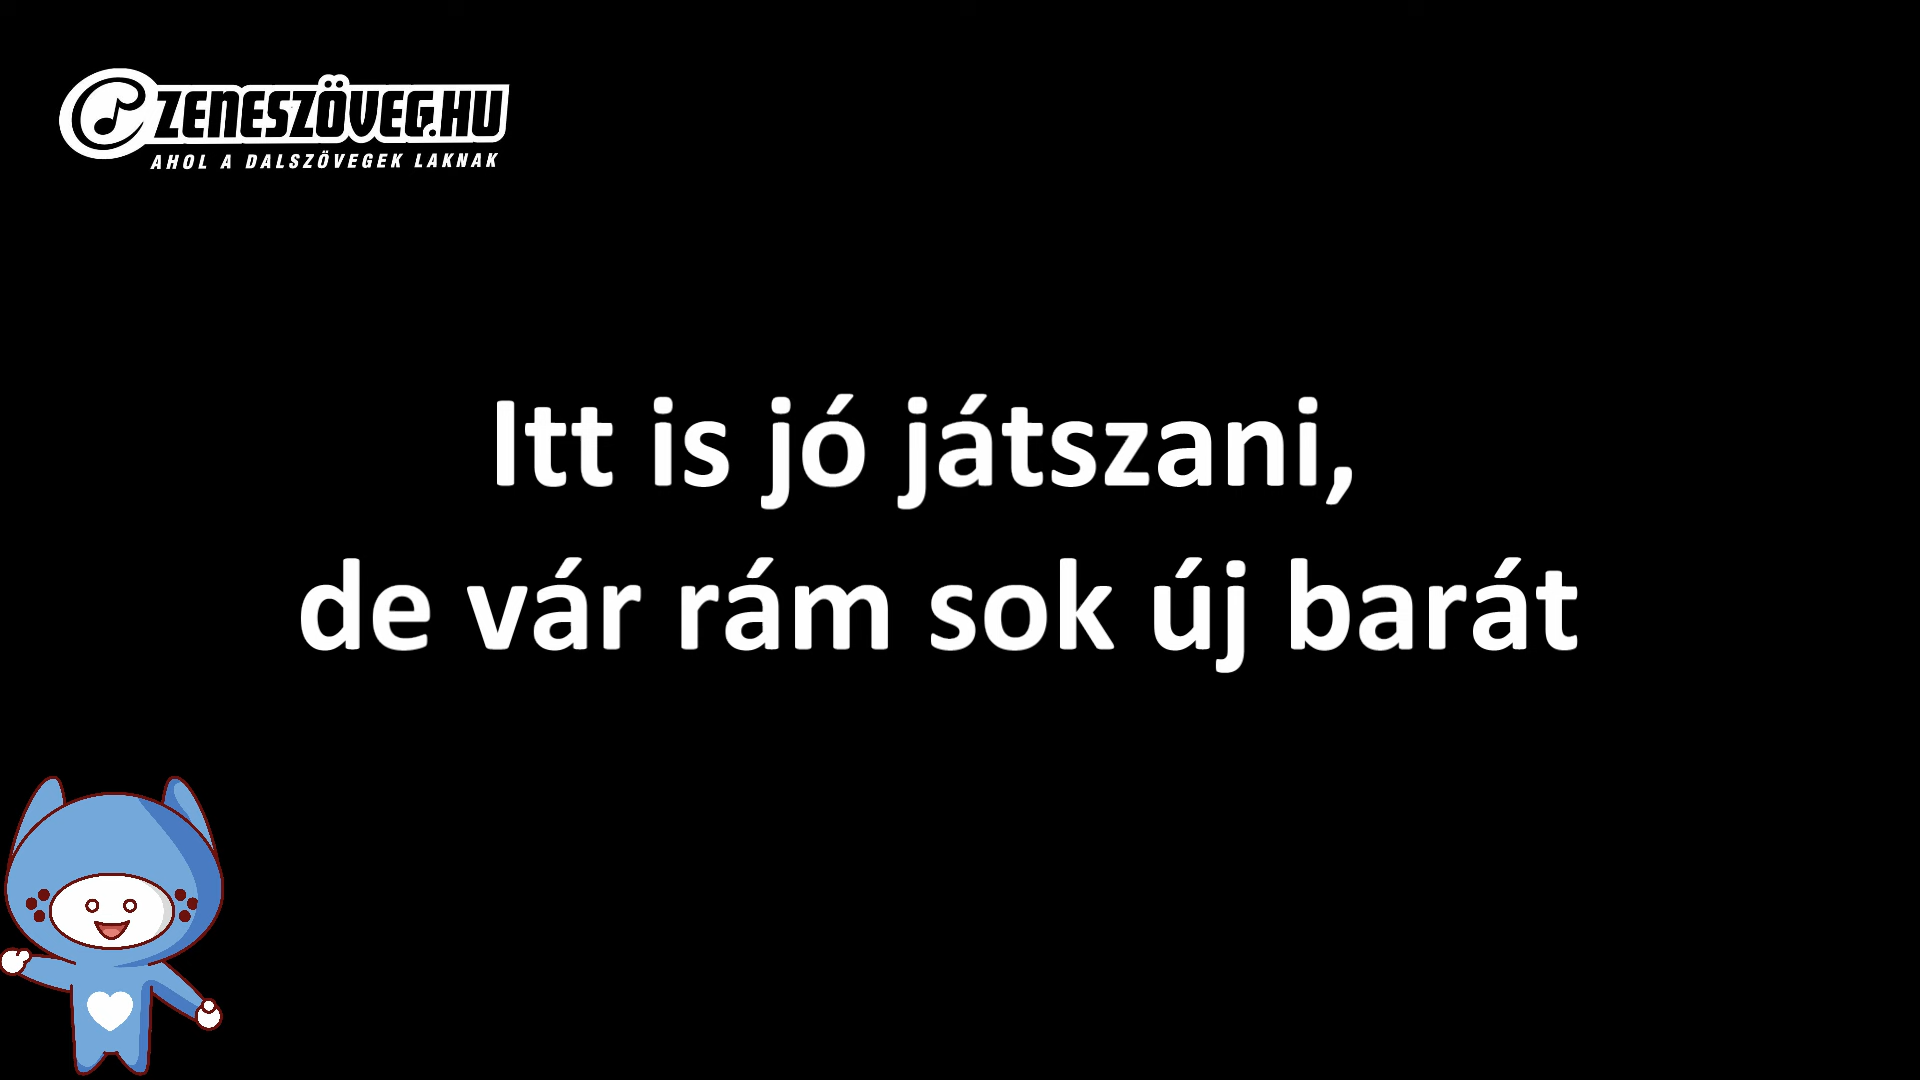 ZENESZÖVEG.HU
AHOL A DALSZÖVEGEK LAKNAK
Itt is jó játszani,
de vár rám sok új barát